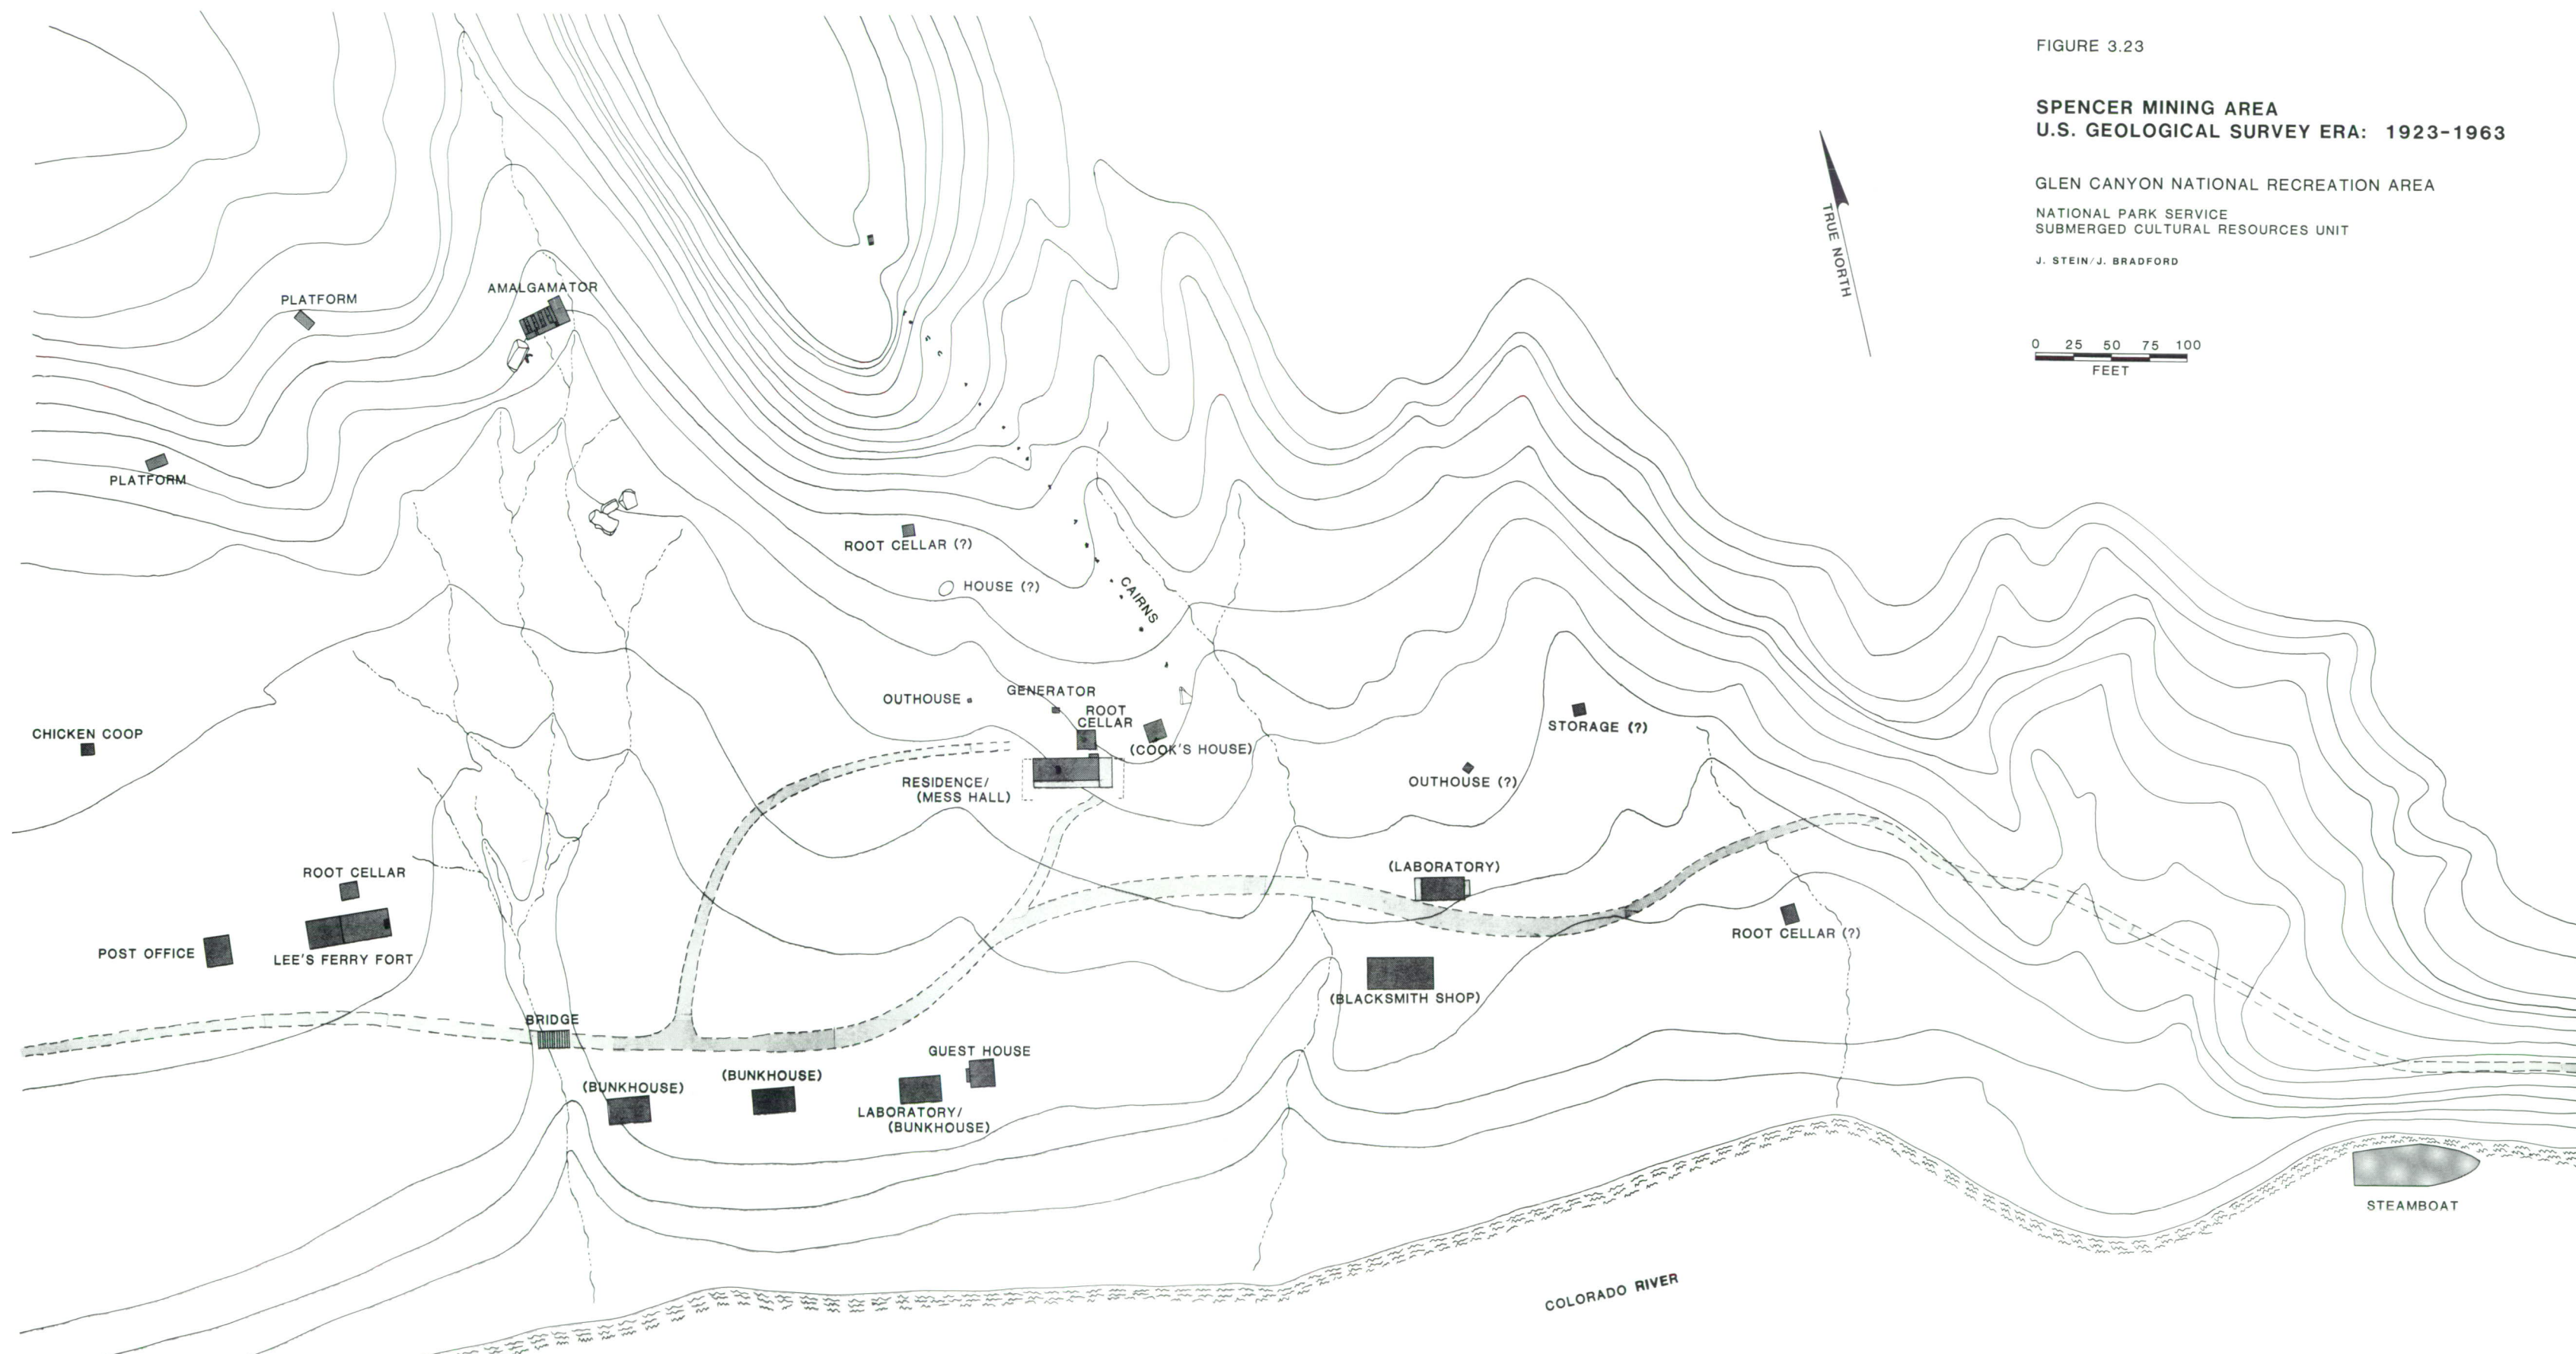 FIGURE 3.23
SPENCER MINING AREA
U.S. GEOLOGICAL SURVEY ERA: 1923-1963
GLEN CANYON NATIONAL RECREATION AREA
NATIONAL PARK SERVICE
SUBMERGED CULTURAL RESOURCES UNIT
J. STEIN/J. BRADFORD
TRUE NORTH
0 25 50 75 100
FEET
PLATFORM
AMALGAMATOR
PLATFORM
ROOT CELLAR (?)
HOUSE (?)
CAIRNS
OUTHOUSE
GENERATOR
ROOT
CELLAR
(COOK'S HOUSE)
RESIDENCE/
(MESS HALL)
STORAGE (?)
OUTHOUSE (?)
CHICKEN COOP
ROOT CELLAR
POST OFFICE
LEE'S FERRY FORT
(LABORATORY)
ROOT CELLAR (?)
(BLACKSMITH SHOP)
BRIDGE
(BUNKHOUSE)
(BUNKHOUSE)
GUEST HOUSE
LABORATORY/
(BUNKHOUSE)
STEAMBOAT
COLORADO RIVER